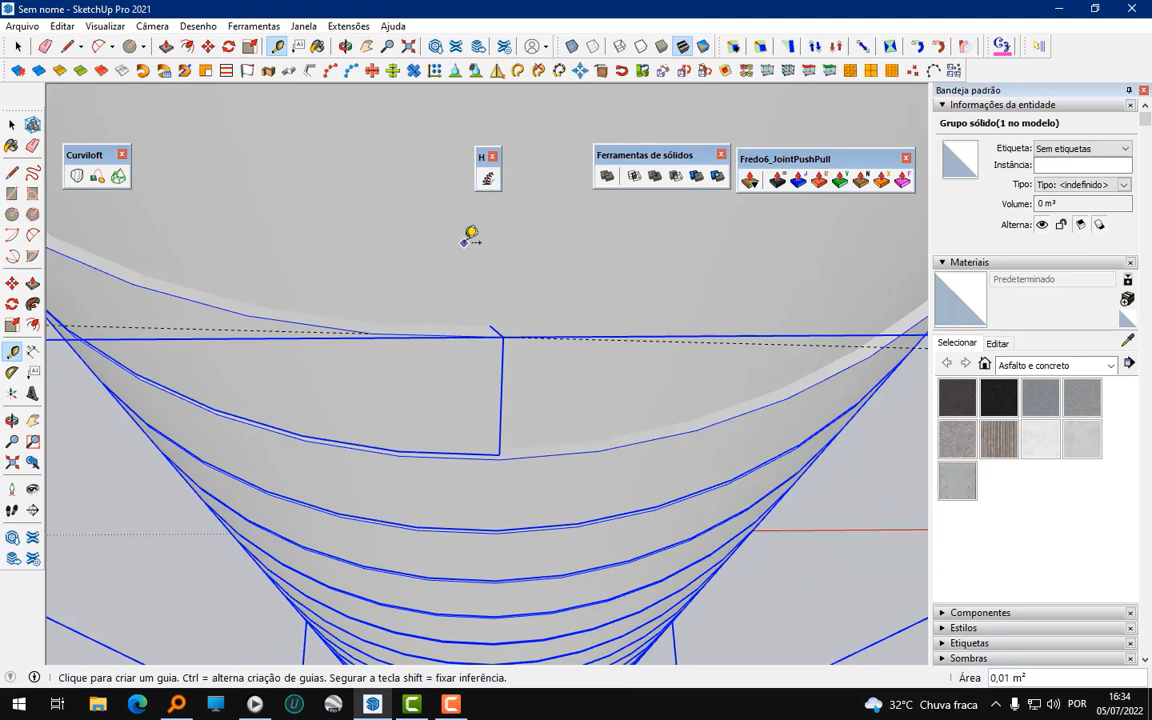 Sem nome - SketchUp Pro 2021
Arquivo Editar Visualizar Câmera Desenho Ferramentas Janela Extensões Ajuda
Bandeja padrão
Informações da entidade
Grupo sólido(1 no modelo)
Etiqueta: Sem etiquetas
Instância:
Tipo: Tipo: <indefinido>
Volume: 0 m³
Alterna:
Curviloft
H
Ferramentas de sólidos
Fredo6_JointPushPull
Materiais
Predeterminado
Selecionar Editar
Asfalto e concreto
Componentes
Estilos
Etiquetas
Sombras
Clique para criar um guia. Ctrl = alterna criação de guias. Segurar a tecla shift = fixar inferência.
Área 0,01 m²
32°C Chuva fraca
POR
16:34
05/07/2022